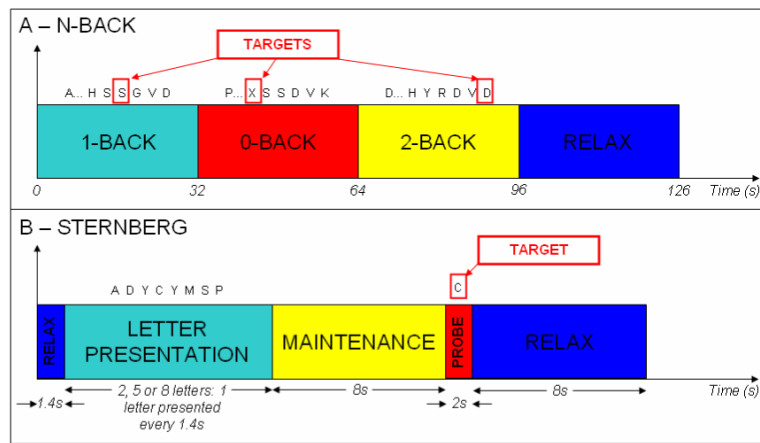 A – N-BACK
TARGETS
A... H S S G V D
P... X S S D V K
D... H Y R D V D
1-BACK
0-BACK
2-BACK
RELAX
0
32
64
96
126
Time (s)
B – STERNBERG
TARGET
A D Y C Y M S P
C
RELAX
LETTER
PRESENTATION
MAINTENANCE
PROBE
RELAX
1.4s
2, 5 or 8 letters: 1
letter presented
every 1.4s
8s
2s
8s
Time (s)